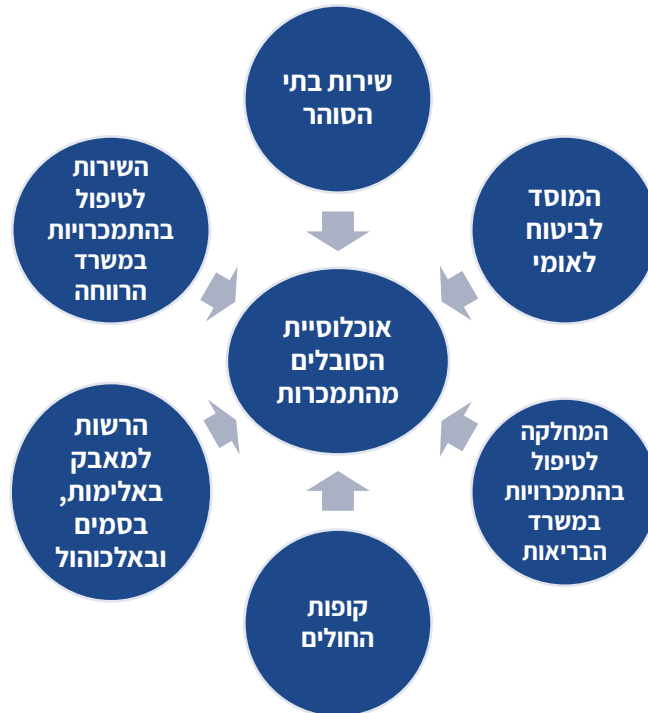 שירות בתי
הסוהר
המוסד
לביטוח
לאומי
השירות
לטיפול
בהתמכרויות
במשרד
הרווחה
אוכלוסיית
הסובלים
מהתמכרות
המחלקה
לטיפול
בהתמכרויות
במשרד
הבריאות
הרשות
למאבק
באלימות,
בסמים
ובאלכוהול
קופות
החולים